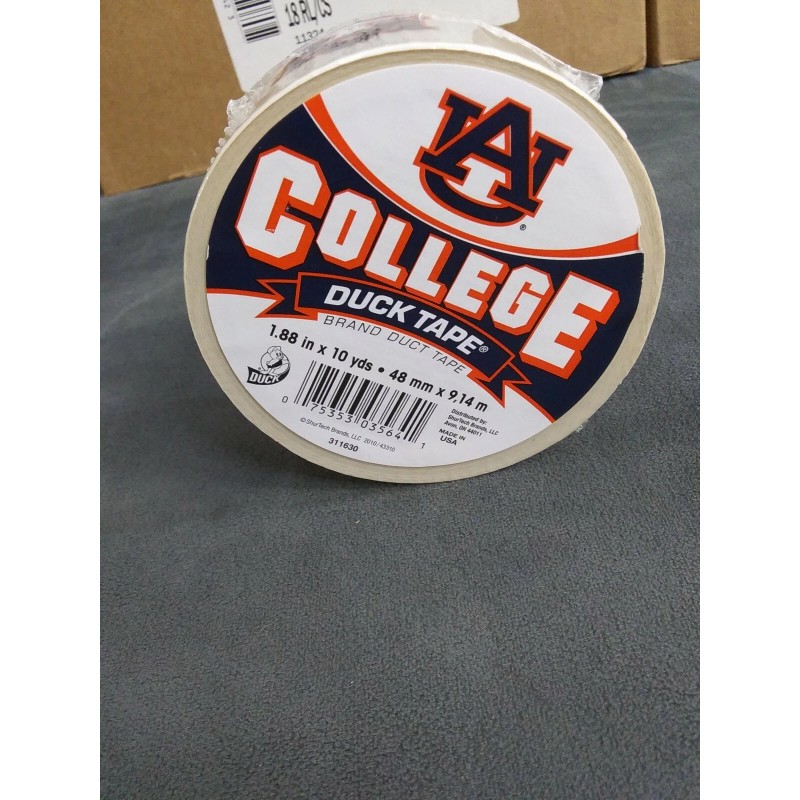 18 RL/CS
AU
®
COLLEGE
DUCK TAPE®
BRAND DUCT TAPE
1.88 in x 10 yds • 48 mm x 9,14 m
DUCK
0 75353 03564 1
Distributed by:
ShurTech Brands, LLC
Avon, OH 44011
MADE IN
USA
© ShurTech Brands, LLC 2010/43310
311630